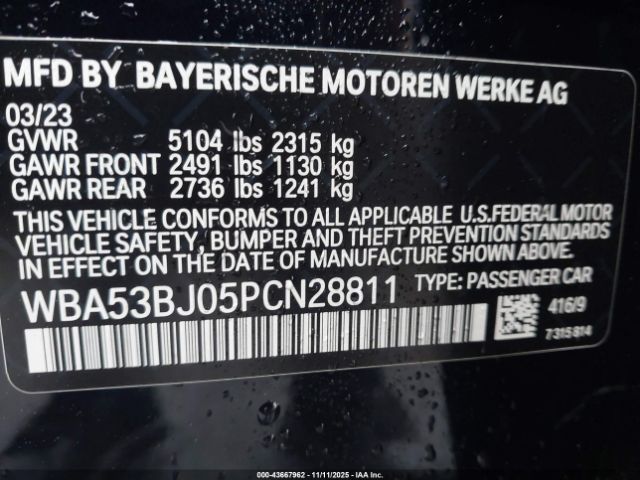 MFD BY BAYERISCHE MOTOREN WERKE AG
03/23
GVWR 5104 lbs 2315 kg
GAWR FRONT 2491 lbs 1130 kg
GAWR REAR 2736 lbs 1241 kg
THIS VEHICLE CONFORMS TO ALL APPLICABLE U.S.FEDERAL MOTOR
VEHICLE SAFETY, BUMPER AND THEFT PREVENTION STANDARDS
IN EFFECT ON THE DATE OF MANUFACTURE SHOWN ABOVE.
WBA53BJ05PCN28811 TYPE: PASSENGER CAR
416/9
7315814
000-43667962 - 11/11/2025 - IAA, Inc.